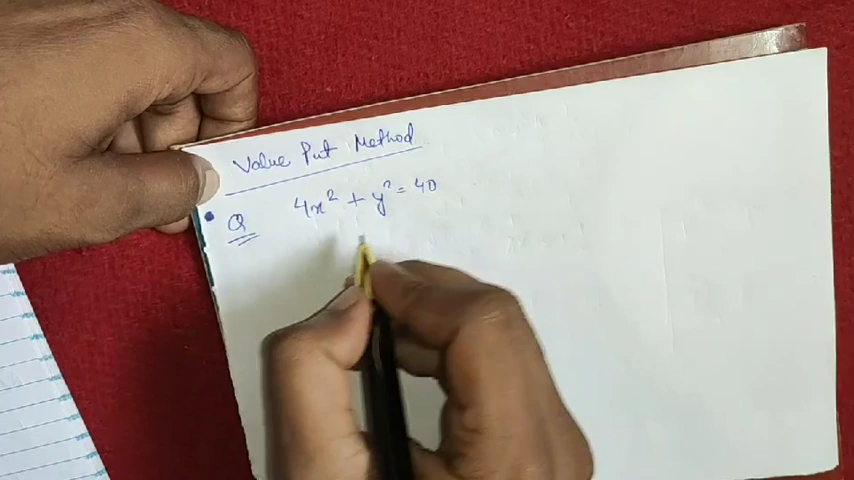 Value Put Method
Q 4x² + y² = 40